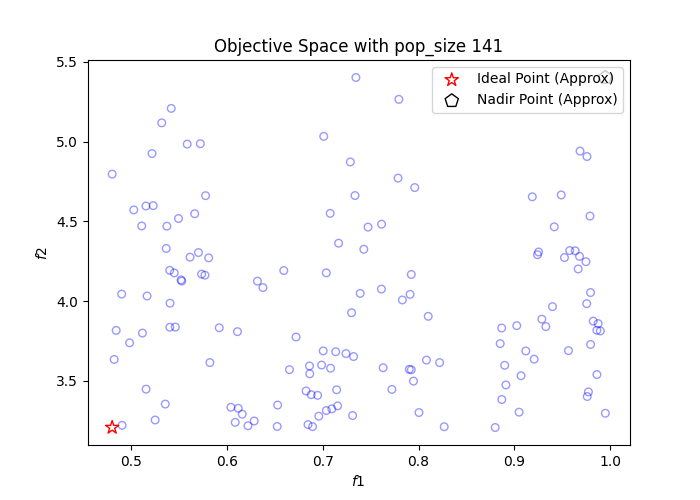 Objective Space with pop_size 141
5.5
5.0
4.5
4.0
3.5
f2
Ideal Point (Approx)
Nadir Point (Approx)
0.5 0.6 0.7 0.8 0.9 1.0
f1